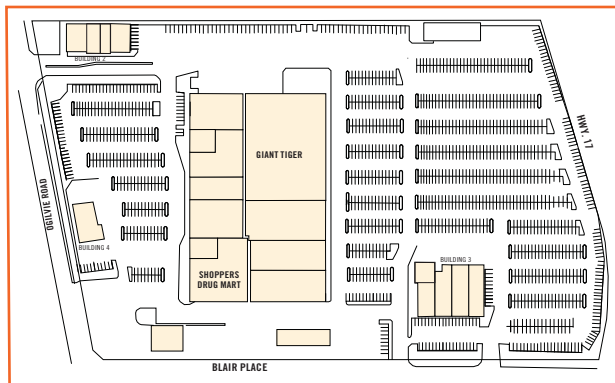 BUILDING 2
HWY. 17
GIANT TIGER
OGILVIE ROAD
BUILDING 4
BUILDING 3
SHOPPERS
DRUG MART
BLAIR PLACE